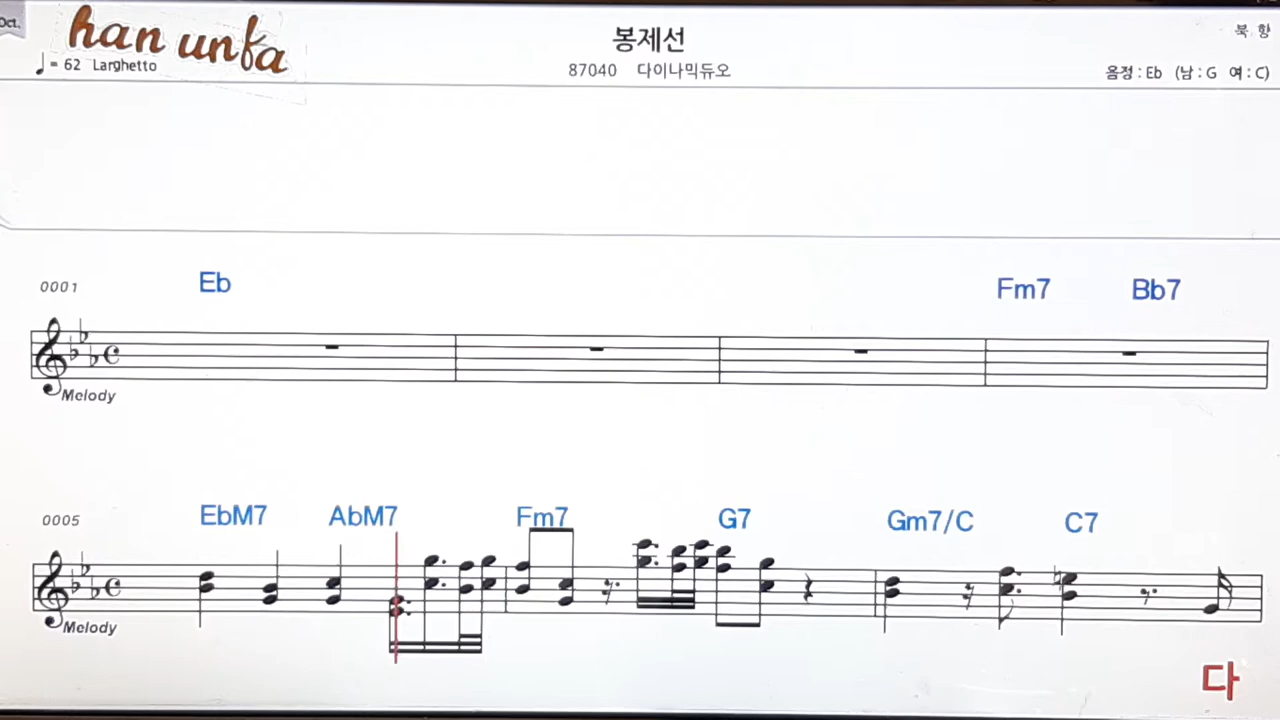 Oct.
han unfa
봉제선
북 향
♩= 62 Larghetto
87040 다이나믹듀오
음정 : Eb (남 : G 여 : C)
0001 Eb Fm7 Bb7
Melody
0005 EbM7 AbM7 Fm7 G7 Gm7/C C7
Melody
다